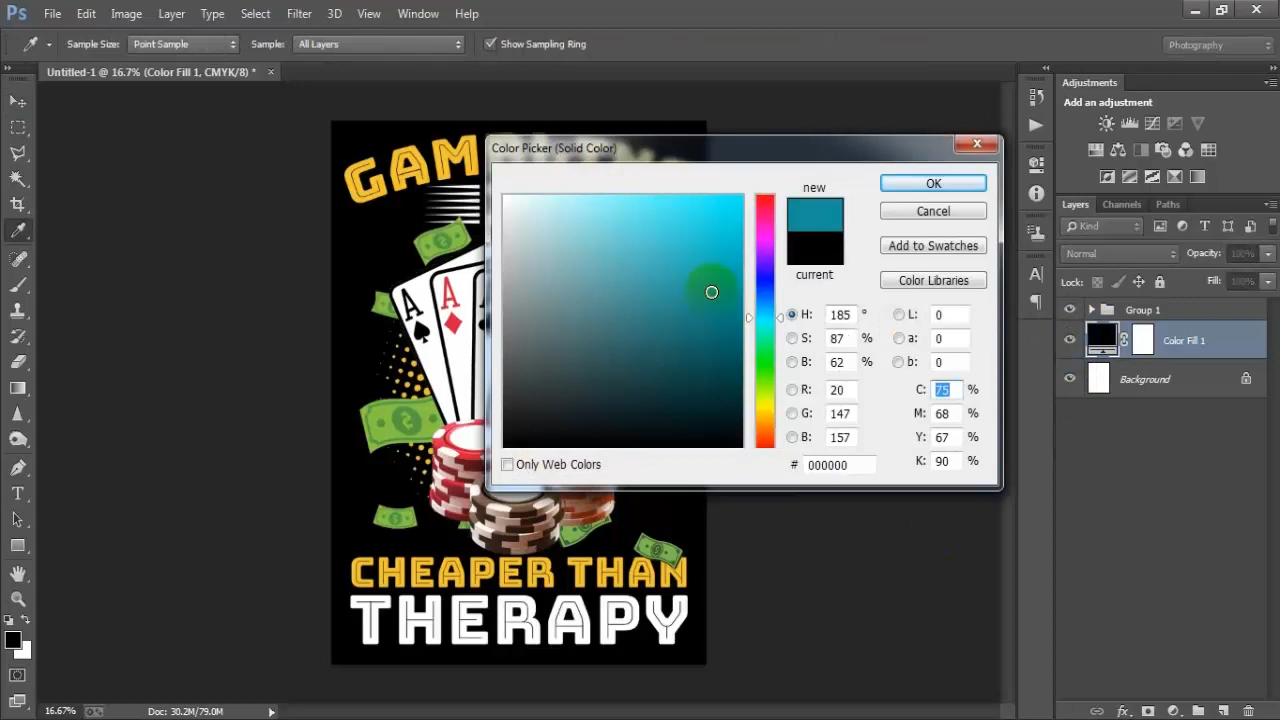 Ps File Edit Image Layer Type Select Filter 3D View Window Help
Sample Size: Point Sample Sample: All Layers Show Sampling Ring Photography
Untitled-1 @ 16.7% (Color Fill 1, CMYK/8) *
GAM
A A
CHEAPER THAN
THERAPY
Color Picker (Solid Color)
new
current
OK
Cancel
Add to Swatches
Color Libraries
H: 185 °
S: 87 %
B: 62 %
R: 20
G: 147
B: 157
L: 0
a: 0
b: 0
C: 75 %
M: 68 %
Y: 67 %
K: 90 %
# 000000
Only Web Colors
Adjustments
Add an adjustment
Layers Channels Paths
Kind
Normal Opacity: 100%
Lock: Fill: 100%
Group 1
Color Fill 1
Background
16.67% Doc: 30.2M/79.0M